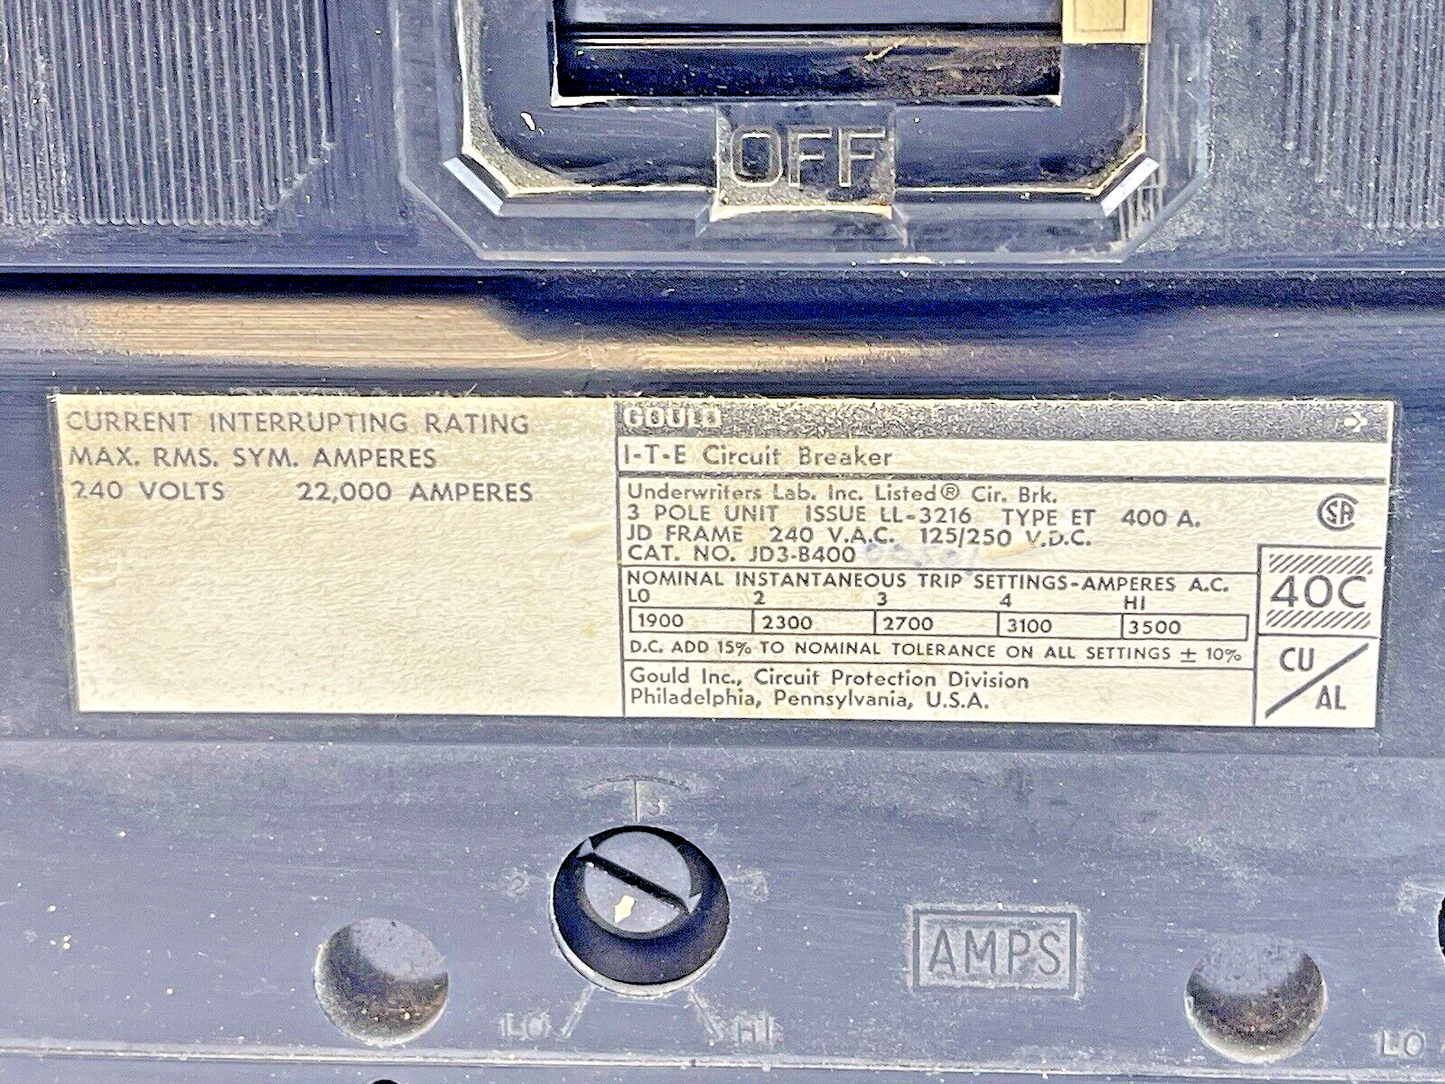 OFF
CURRENT INTERRUPTING RATING
MAX. RMS. SYM. AMPERES
240 VOLTS 22,000 AMPERES
GOULD
I-T-E Circuit Breaker
Underwriters Lab. Inc. Listed® Cir. Brk.
3 POLE UNIT ISSUE LL-3216 TYPE ET 400 A.
JD FRAME 240 V.A.C. 125/250 V.D.C.
CAT. NO. JD3-B400
NOMINAL INSTANTANEOUS TRIP SETTINGS-AMPERES A.C.
LO 2 3 4 HI
1900 2300 2700 3100 3500
D.C. ADD 15% TO NOMINAL TOLERANCE ON ALL SETTINGS ± 10%
Gould Inc., Circuit Protection Division
Philadelphia, Pennsylvania, U.S.A.
40C
CU/AL
3
2
AMPS
LO HI
LO